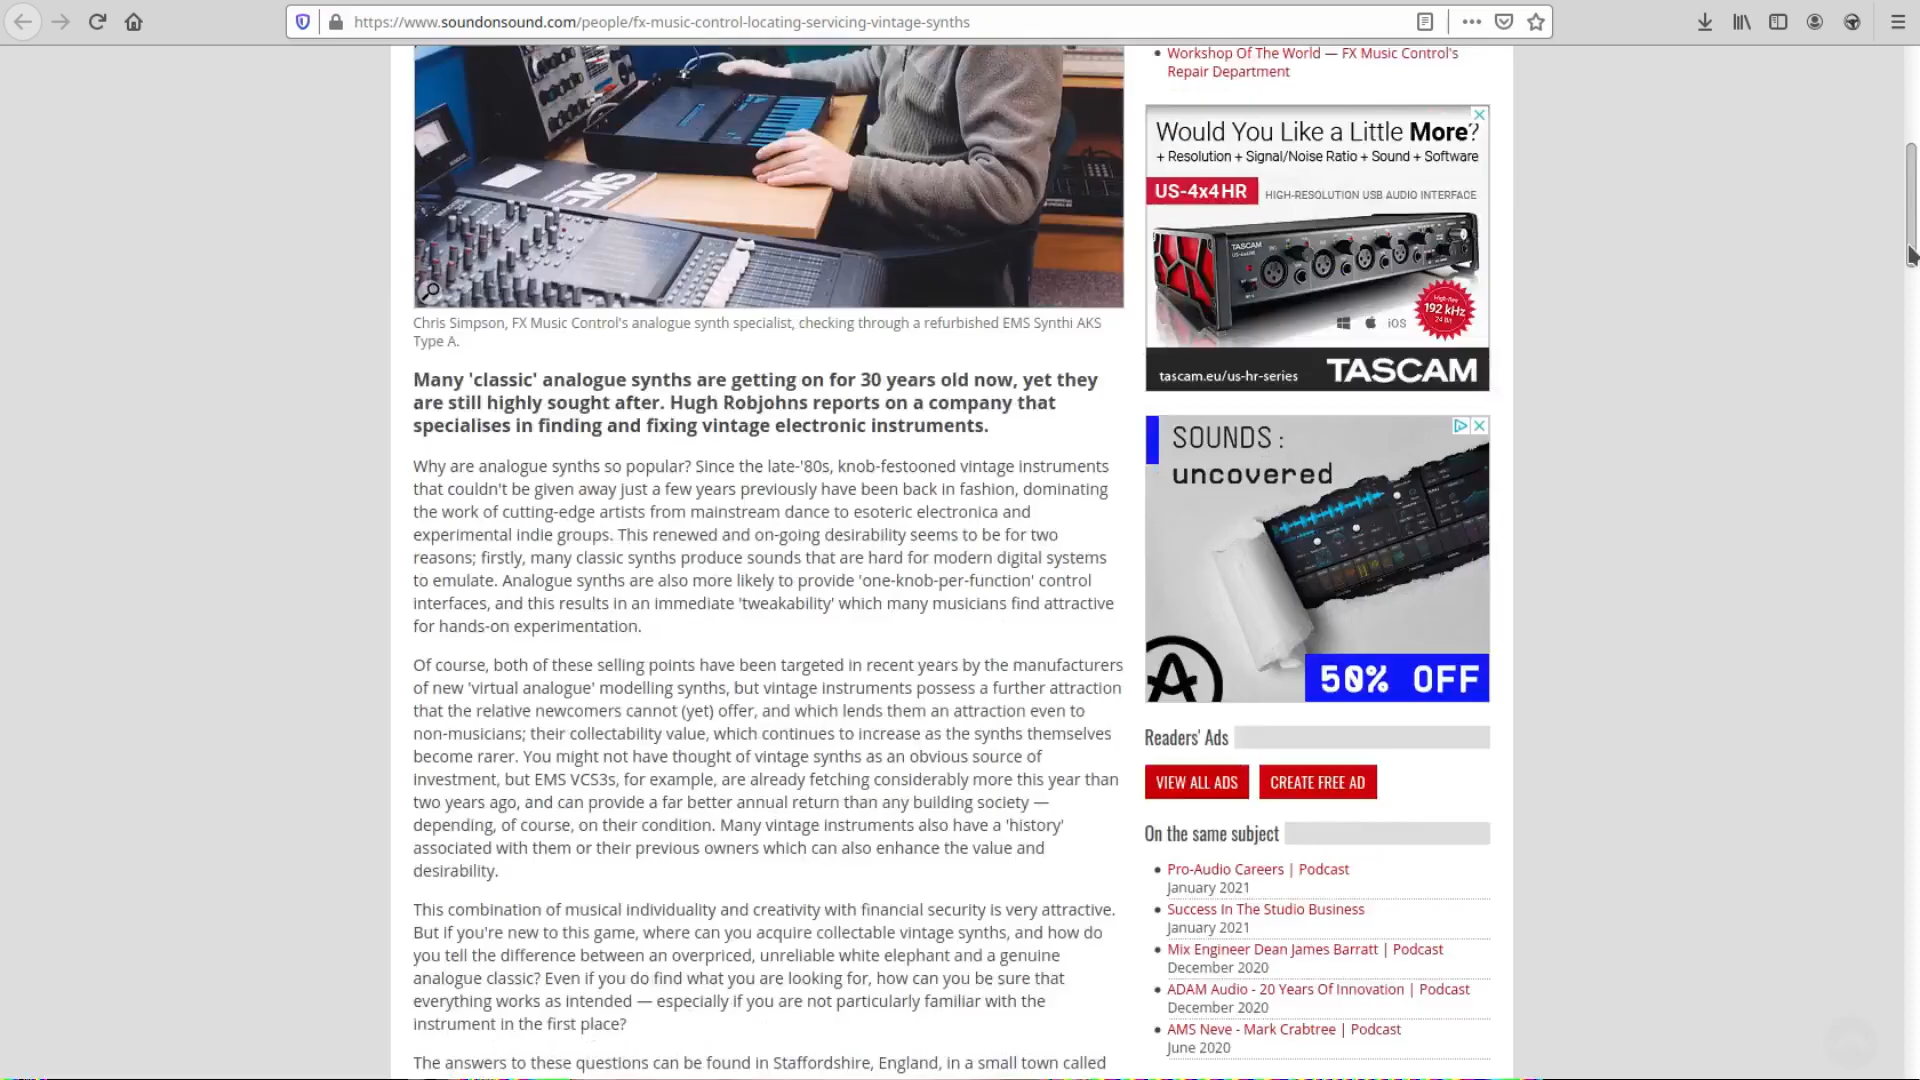 https://www.soundonsound.com/people/fx-music-control-locating-servicing-vintage-synths
SME
Chris Simpson, FX Music Control's analogue synth specialist, checking through a refurbished EMS Synthi AKS
Type A.
Many 'classic' analogue synths are getting on for 30 years old now, yet they
are still highly sought after. Hugh Robjohns reports on a company that
specialises in finding and fixing vintage electronic instruments.
Why are analogue synths so popular? Since the late-'80s, knob-festooned vintage instruments
that couldn't be given away just a few years previously have been back in fashion, dominating
the work of cutting-edge artists from mainstream dance to esoteric electronica and
experimental indie groups. This renewed and on-going desirability seems to be for two
reasons; firstly, many classic synths produce sounds that are hard for modern digital systems
to emulate. Analogue synths are also more likely to provide 'one-knob-per-function' control
interfaces, and this results in an immediate 'tweakability' which many musicians find attractive
for hands-on experimentation.
Of course, both of these selling points have been targeted in recent years by the manufacturers
of new 'virtual analogue' modelling synths, but vintage instruments possess a further attraction
that the relative newcomers cannot (yet) offer, and which lends them an attraction even to
non-musicians; their collectability value, which continues to increase as the synths themselves
become rarer. You might not have thought of vintage synths as an obvious source of
investment, but EMS VCS3s, for example, are already fetching considerably more this year than
two years ago, and can provide a far better annual return than any building society —
depending, of course, on their condition. Many vintage instruments also have a 'history'
associated with them or their previous owners which can also enhance the value and
desirability.
This combination of musical individuality and creativity with financial security is very attractive.
But if you're new to this game, where can you acquire collectable vintage synths, and how do
you tell the difference between an overpriced, unreliable white elephant and a genuine
analogue classic? Even if you do find what you are looking for, how can you be sure that
everything works as intended — especially if you are not particularly familiar with the
instrument in the first place?
The answers to these questions can be found in Staffordshire, England, in a small town called
Workshop Of The World — FX Music Control's
Repair Department
Would You Like a Little More?
+ Resolution + Signal/Noise Ratio + Sound + Software
US-4x4HR HIGH-RESOLUTION USB AUDIO INTERFACE
TASCAM
US-4x4HR
High-Res
192 kHz
24 Bit
iOS
tascam.eu/us-hr-series TASCAM
SOUNDS:
uncovered
50% OFF
Readers' Ads
VIEW ALL ADS CREATE FREE AD
On the same subject
Pro-Audio Careers | Podcast
January 2021
Success In The Studio Business
January 2021
Mix Engineer Dean James Barratt | Podcast
December 2020
ADAM Audio - 20 Years Of Innovation | Podcast
December 2020
AMS Neve - Mark Crabtree | Podcast
June 2020